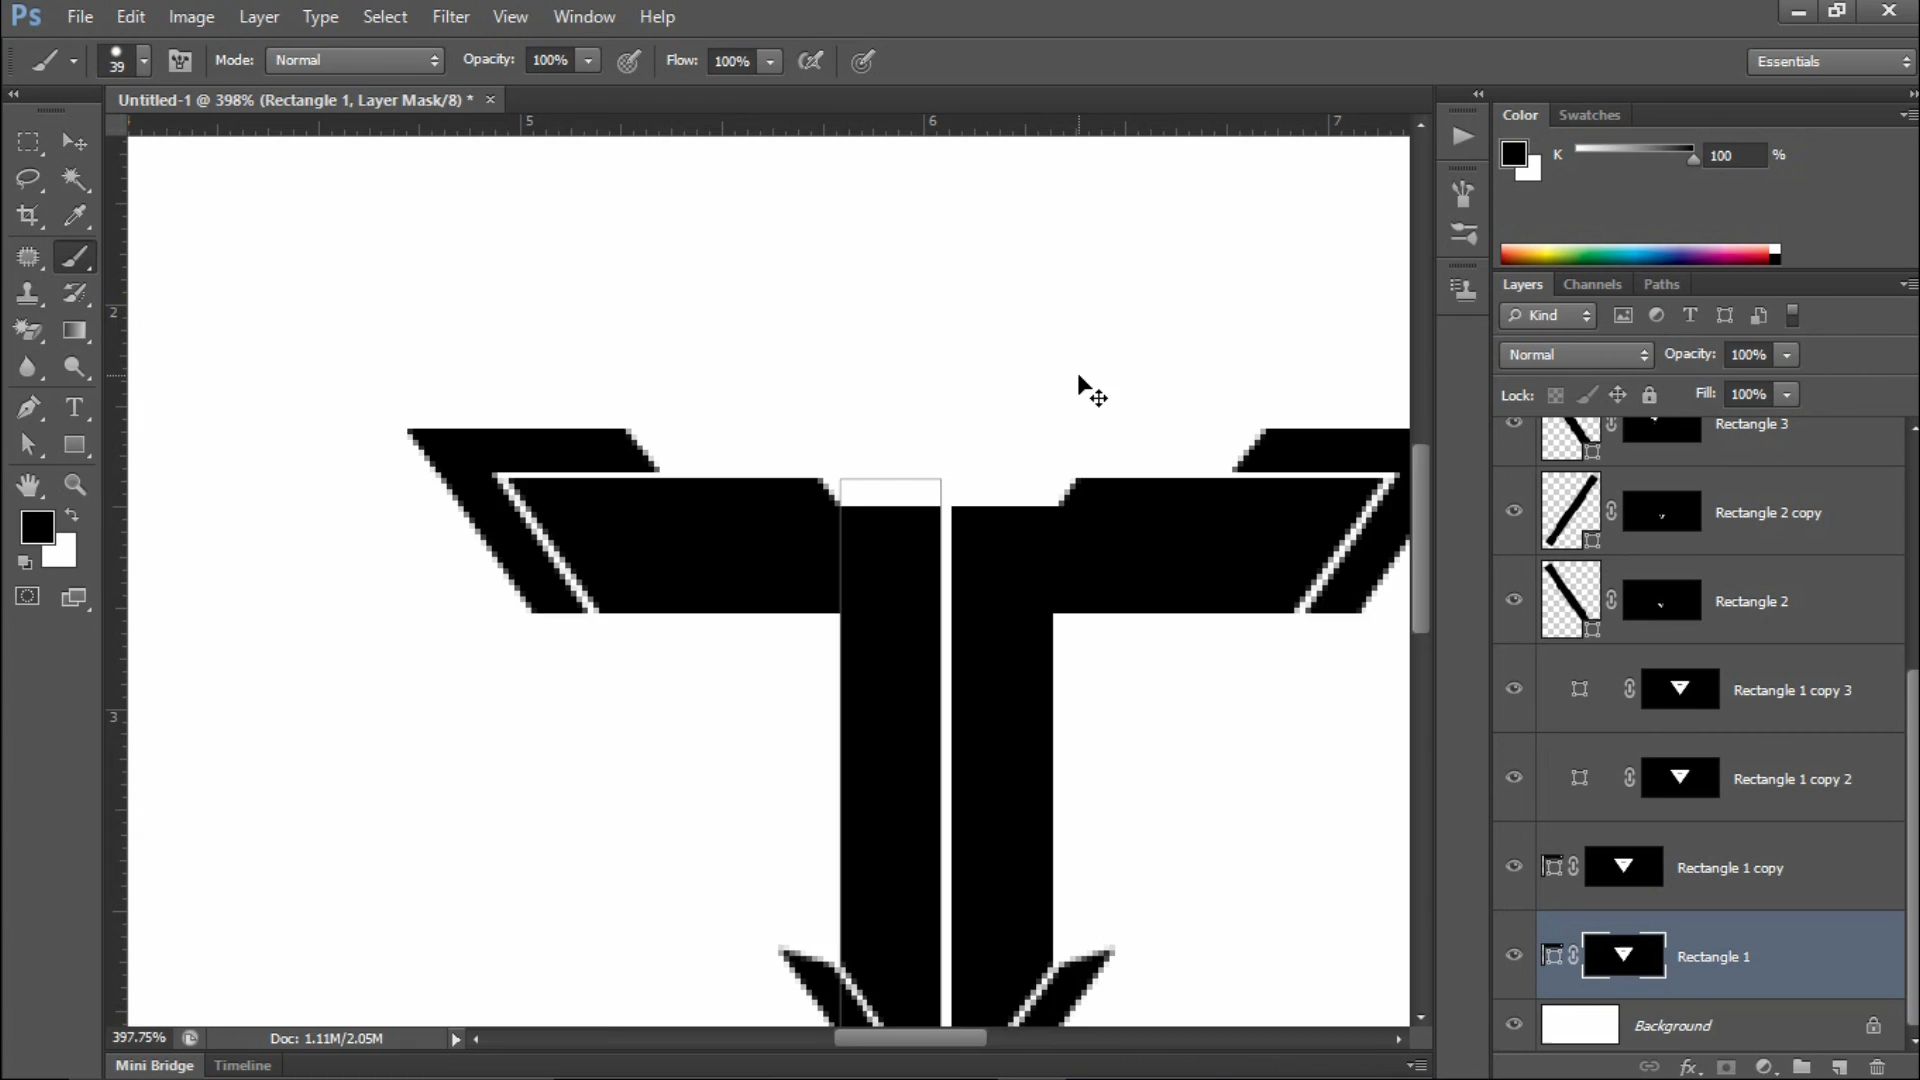 Ps File Edit Image Layer Type Select Filter View Window Help
39 Mode: Normal Opacity: 100% Flow: 100% Essentials
Untitled-1 @ 398% (Rectangle 1, Layer Mask/8) * ×
5 6 7
Color Swatches
K 100 %
Layers Channels Paths
2
Kind T
Normal Opacity: 100%
Lock: Fill: 100%
Rectangle 3
Rectangle 2 copy
Rectangle 2
Rectangle 1 copy 3
3
Rectangle 1 copy 2
Rectangle 1 copy
Rectangle 1
Background
397.75% Doc: 1.11M/2.05M
Mini Bridge Timeline
fx